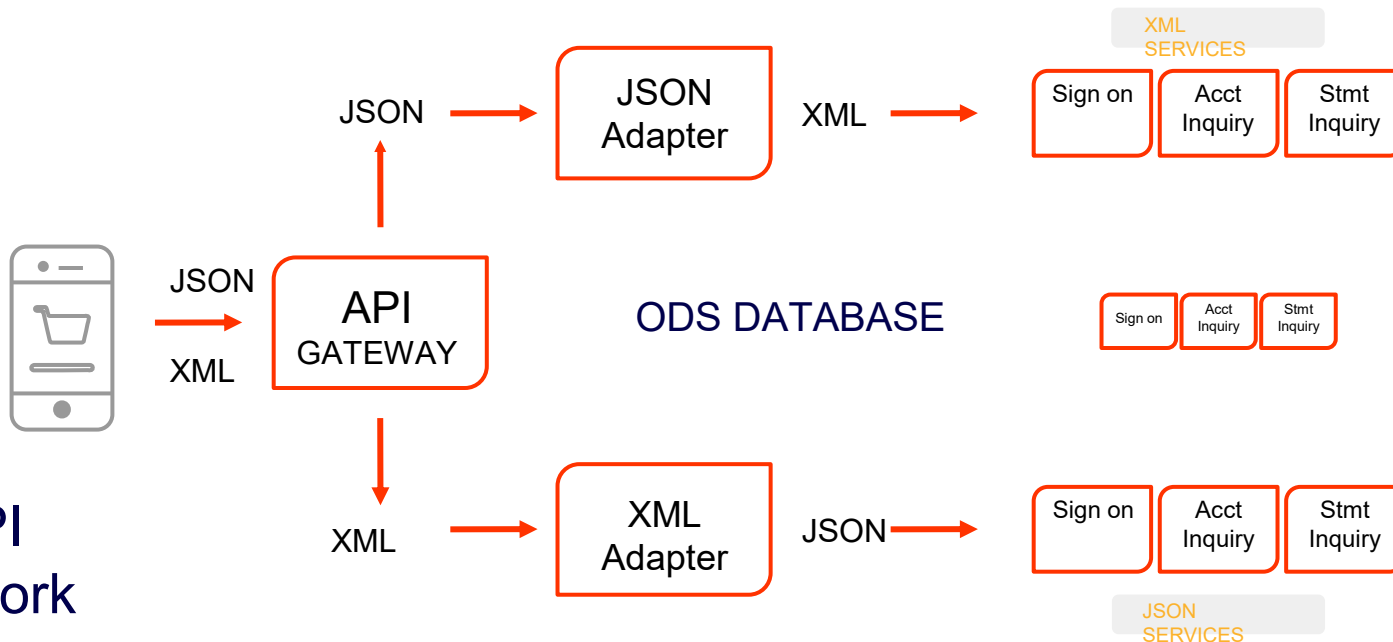 XML
SERVICES
JSON
JSON
Adapter
XML
Sign on
Acct
Inquiry
Stmt
Inquiry
JSON
XML
API
GATEWAY
ODS DATABASE
Sign on
Acct
Inquiry
Stmt
Inquiry
XML
XML
Adapter
JSON
Sign on
Acct
Inquiry
Stmt
Inquiry
JSON
SERVICES